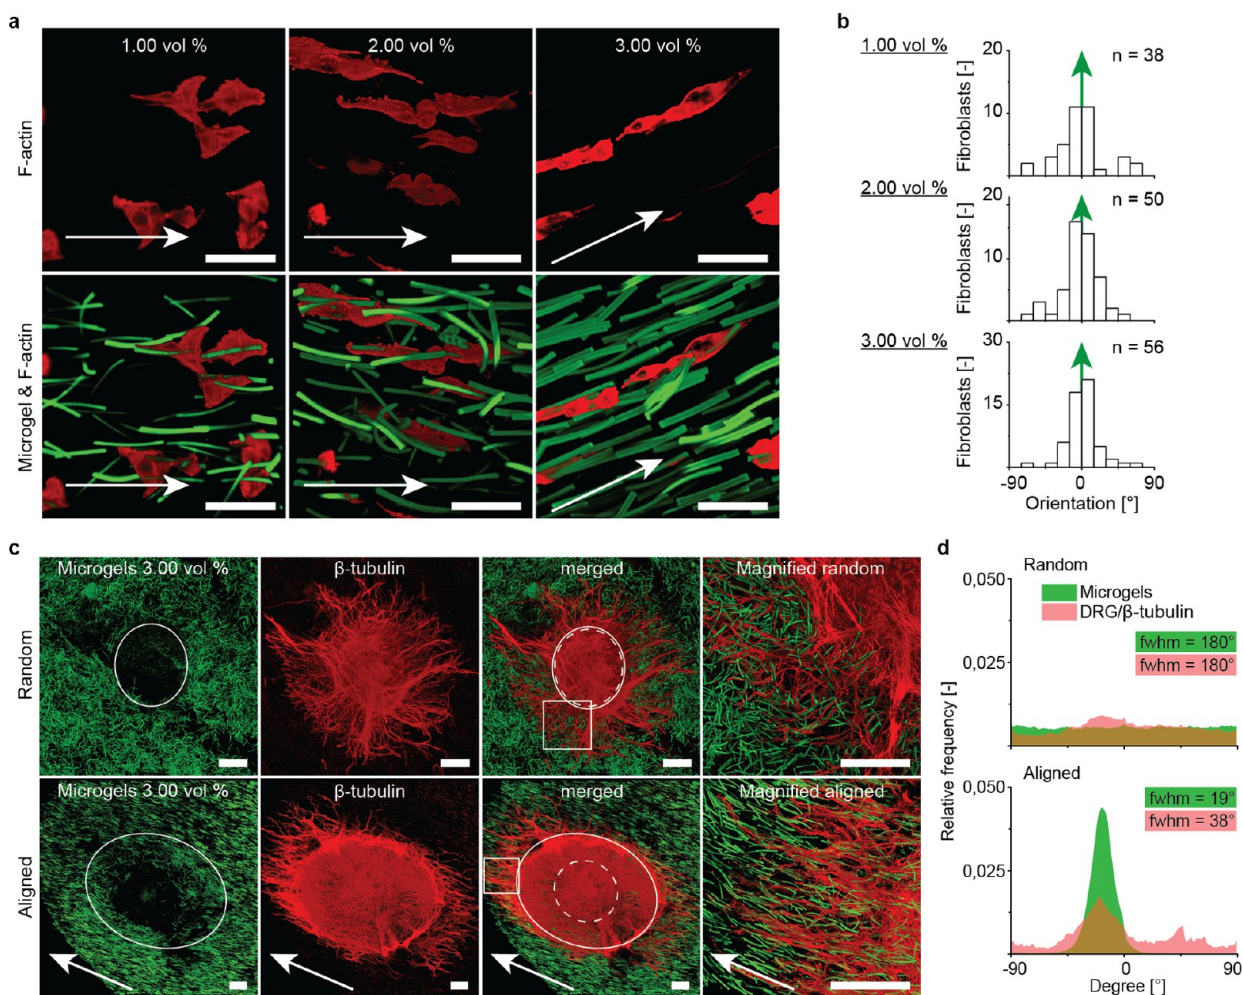 a
1.00 vol %
2.00 vol %
3.00 vol %
F-actin
Microgel & F-actin
b
1.00 vol %
20
10
Fibroblasts [-]
n = 38
2.00 vol %
20
10
Fibroblasts [-]
n = 50
3.00 vol %
30
15
Fibroblasts [-]
n = 56
-90
0
90
Orientation [°]
c
Microgels 3.00 vol %
β-tubulin
merged
Magnified random
Random
Microgels 3.00 vol %
β-tubulin
merged
Magnified aligned
Aligned
d
Random
0,050
Microgels
DRG/β-tubulin
fwhm = 180°
fwhm = 180°
0,025
Relative frequency [-]
Aligned
0,050
fwhm = 19°
fwhm = 38°
0,025
-90
0
90
Degree [°]